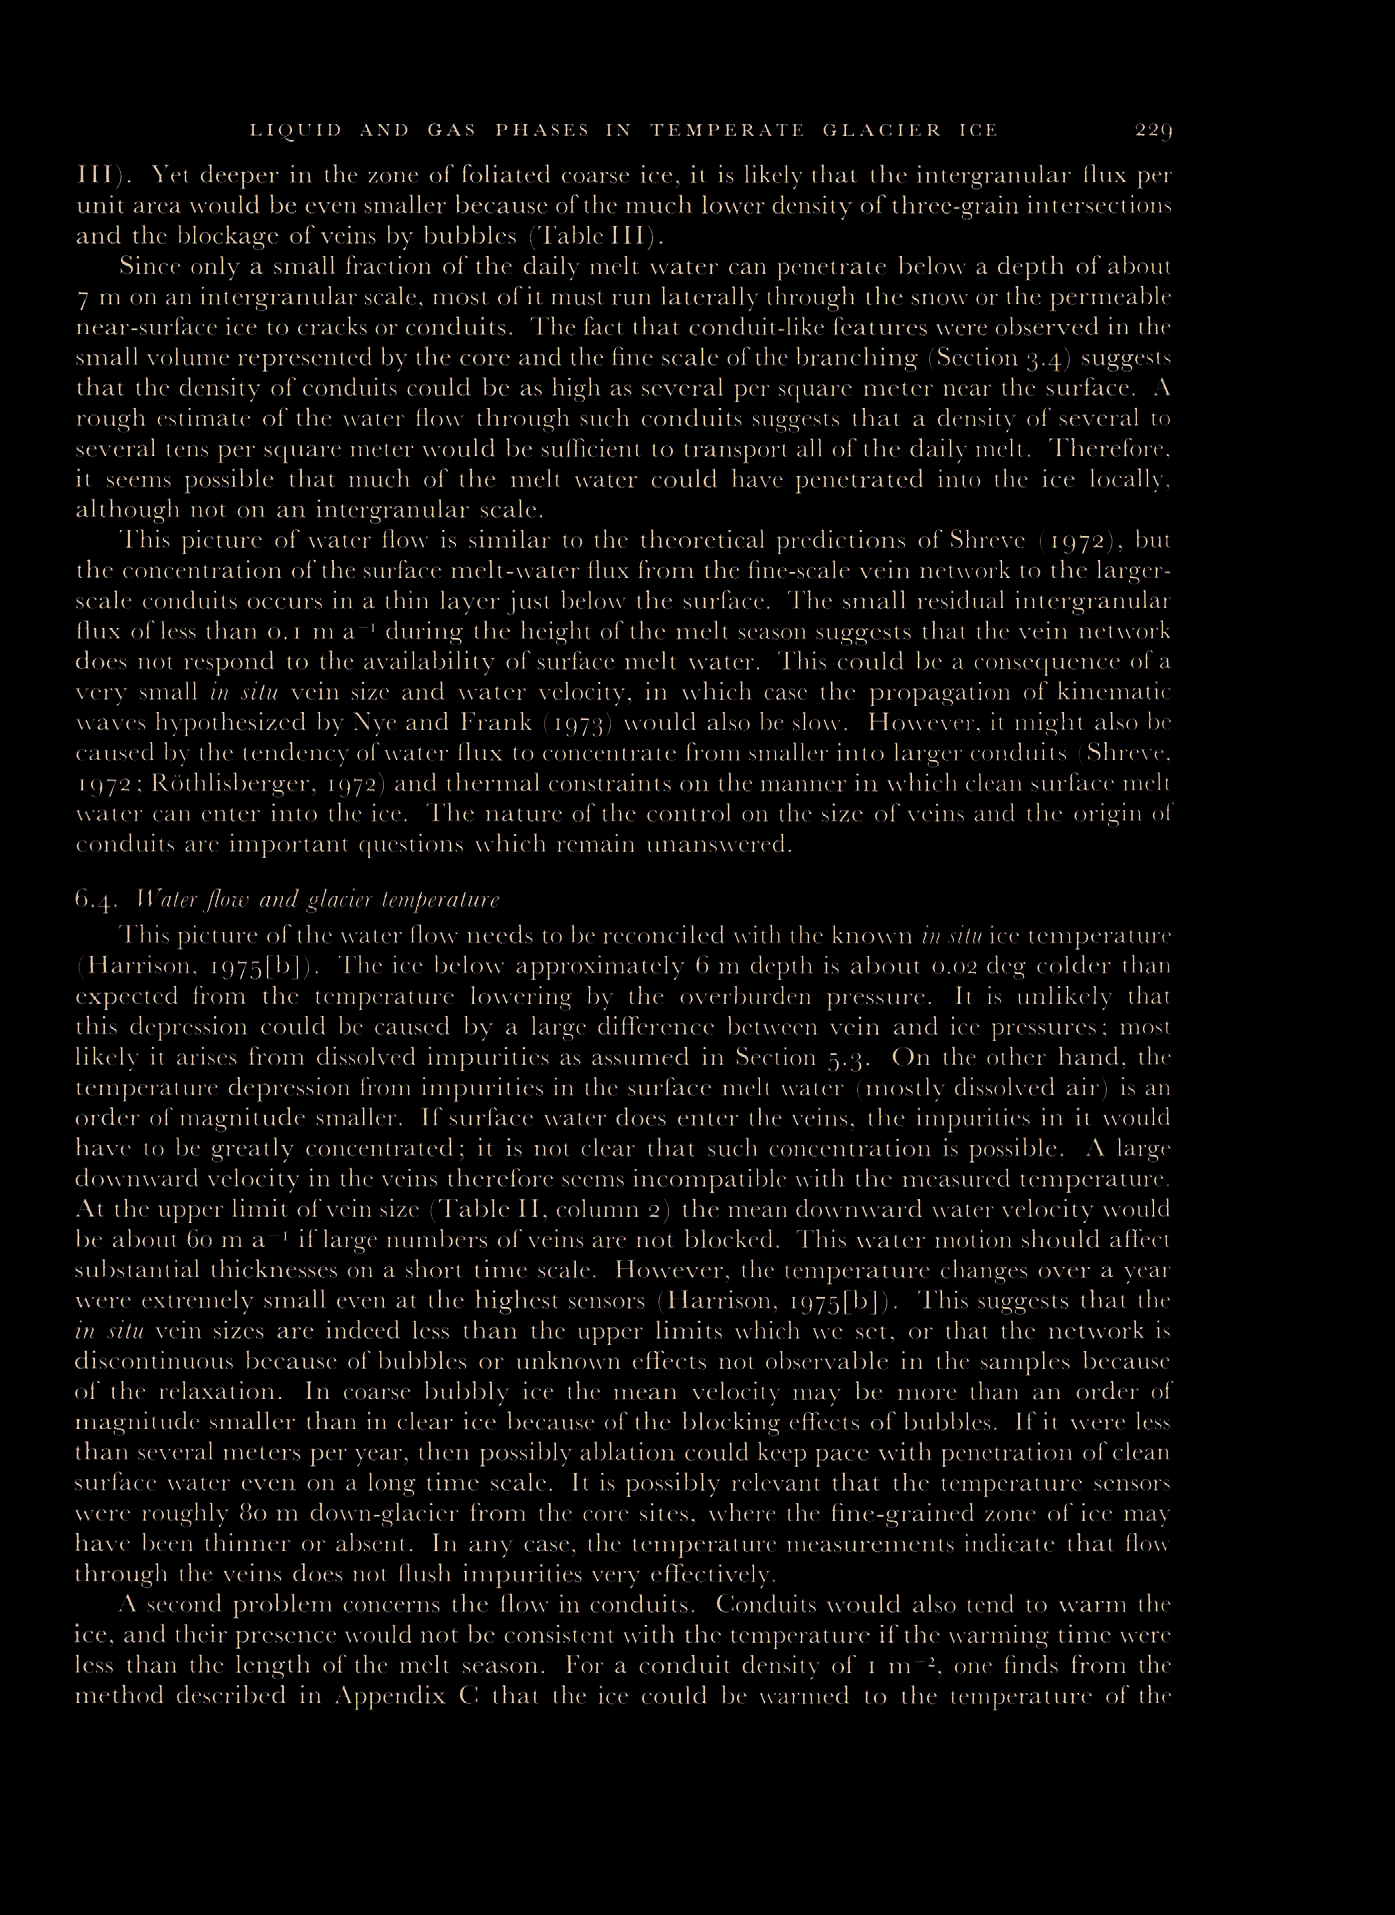 LIQUID AND GAS PHASES IN TEMPERATE GLACIER ICE 229
III). Yet deeper in the zone of foliated coarse ice, it is likely that the intergranular flux per
unit area would be even smaller because of the much lower density of three-grain intersections
and the blockage of veins by bubbles (Table III).
Since only a small fraction of the daily melt water can penetrate below a depth of about
7 m on an intergranular scale, most of it must run laterally through the snow or the permeable
near-surface ice to cracks or conduits. The fact that conduit-like features were observed in the
small volume represented by the core and the fine scale of the branching (Section 3.4) suggests
that the density of conduits could be as high as several per square meter near the surface. A
rough estimate of the water flow through such conduits suggests that a density of several to
several tens per square meter would be sufficient to transport all of the daily melt. Therefore,
it seems possible that much of the melt water could have penetrated into the ice locally,
although not on an intergranular scale.
This picture of water flow is similar to the theoretical predictions of Shreve (1972), but
the concentration of the surface melt-water flux from the fine-scale vein network to the larger-
scale conduits occurs in a thin layer just below the surface. The small residual intergranular
flux of less than 0.1 m a⁻¹ during the height of the melt season suggests that the vein network
does not respond to the availability of surface melt water. This could be a consequence of a
very small in situ vein size and water velocity, in which case the propagation of kinematic
waves hypothesized by Nye and Frank (1973) would also be slow. However, it might also be
caused by the tendency of water flux to concentrate from smaller into larger conduits (Shreve,
1972; Röthlisberger, 1972) and thermal constraints on the manner in which clean surface melt
water can enter into the ice. The nature of the control on the size of veins and the origin of
conduits are important questions which remain unanswered.
6.4. Water flow and glacier temperature
This picture of the water flow needs to be reconciled with the known in situ ice temperature
(Harrison, 1975[b]). The ice below approximately 6 m depth is about 0.02 deg colder than
expected from the temperature lowering by the overburden pressure. It is unlikely that
this depression could be caused by a large difference between vein and ice pressures; most
likely it arises from dissolved impurities as assumed in Section 5.3. On the other hand, the
temperature depression from impurities in the surface melt water (mostly dissolved air) is an
order of magnitude smaller. If surface water does enter the veins, the impurities in it would
have to be greatly concentrated; it is not clear that such concentration is possible. A large
downward velocity in the veins therefore seems incompatible with the measured temperature.
At the upper limit of vein size (Table II, column 2) the mean downward water velocity would
be about 60 m a⁻¹ if large numbers of veins are not blocked. This water motion should affect
substantial thicknesses on a short time scale. However, the temperature changes over a year
were extremely small even at the highest sensors (Harrison, 1975[b]). This suggests that the
in situ vein sizes are indeed less than the upper limits which we set, or that the network is
discontinuous because of bubbles or unknown effects not observable in the samples because
of the relaxation. In coarse bubbly ice the mean velocity may be more than an order of
magnitude smaller than in clear ice because of the blocking effects of bubbles. If it were less
than several meters per year, then possibly ablation could keep pace with penetration of clean
surface water even on a long time scale. It is possibly relevant that the temperature sensors
were roughly 80 m down-glacier from the core sites, where the fine-grained zone of ice may
have been thinner or absent. In any case, the temperature measurements indicate that flow
through the veins does not flush impurities very effectively.
A second problem concerns the flow in conduits. Conduits would also tend to warm the
ice, and their presence would not be consistent with the temperature if the warming time were
less than the length of the melt season. For a conduit density of 1 m⁻², one finds from the
method described in Appendix C that the ice could be warmed to the temperature of the